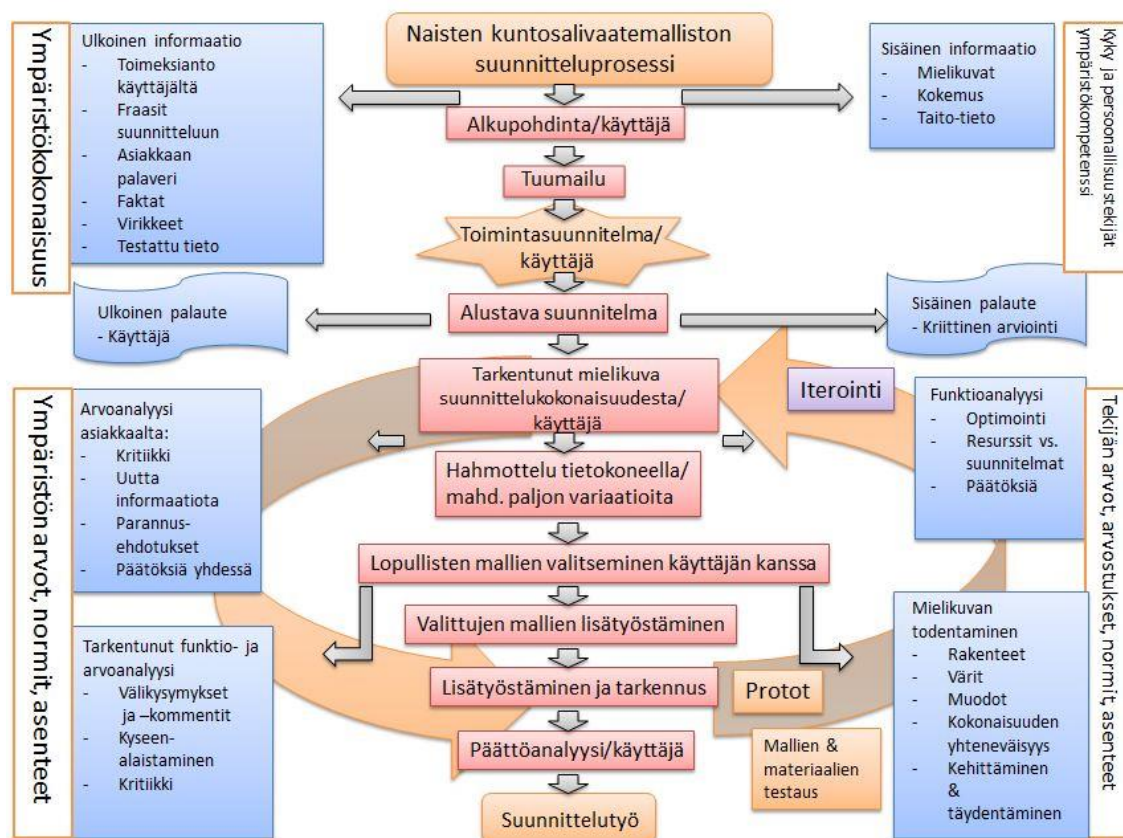 Naisten kuntosalivaatemalliston
suunnitteluprosessi
Ympäristökokonaisuus
Ulkoinen informaatio
- Toimeksianto
käyttäjältä
- Fraasit
suunnitteluun
- Asiakkaan
palaveri
- Faktat
- Virikkeet
- Testattu tieto
Sisäinen informaatio
- Mielikuvat
- Kokemus
- Taito-tieto
Kyky ja persoonallisuustekijät
ympäristökompetenssi
Alkupohdinta/käyttäjä
Tuumailu
Toimintasuunnitelma/
käyttäjä
Ulkoinen palaute
- Käyttäjä
Alustava suunnitelma
Sisäinen palaute
- Kriittinen arviointi
Tarkentunut mielikuva
suunnittelukokonaisuudesta/
käyttäjä
Iterointi
Ympäristön arvot, normit, asenteet
Arvoanalyysi
asiakkaalta:
- Kritiikki
- Uutta
informaatiota
- Parannus-
ehdotukset
- Päätöksiä yhdessä
Funktioanalyysi
- Optimointi
- Resurssit vs.
suunnitelmat
- Päätöksiä
Tekijän arvot, arvostukset, normit, asenteet
Hahmottelu tietokoneella/
mahd. paljon variaatioita
Lopullisten mallien valitseminen käyttäjän kanssa
Valittujen mallien lisätyöstäminen
Tarkentunut funktio- ja
arvoanalyysi
- Välikysymykset
ja –kommentit
- Kyseen-
alaistaminen
- Kritiikki
Lisätyöstäminen ja tarkennus
Protot
Mallien &
materiaalien
testaus
Mielikuvan
todentaminen
- Rakenteet
- Värit
- Muodot
- Kokonaisuuden
yhteneväisyys
- Kehittäminen
&
täydentäminen
Päättöanalyysi/käyttäjä
Suunnittelutyö